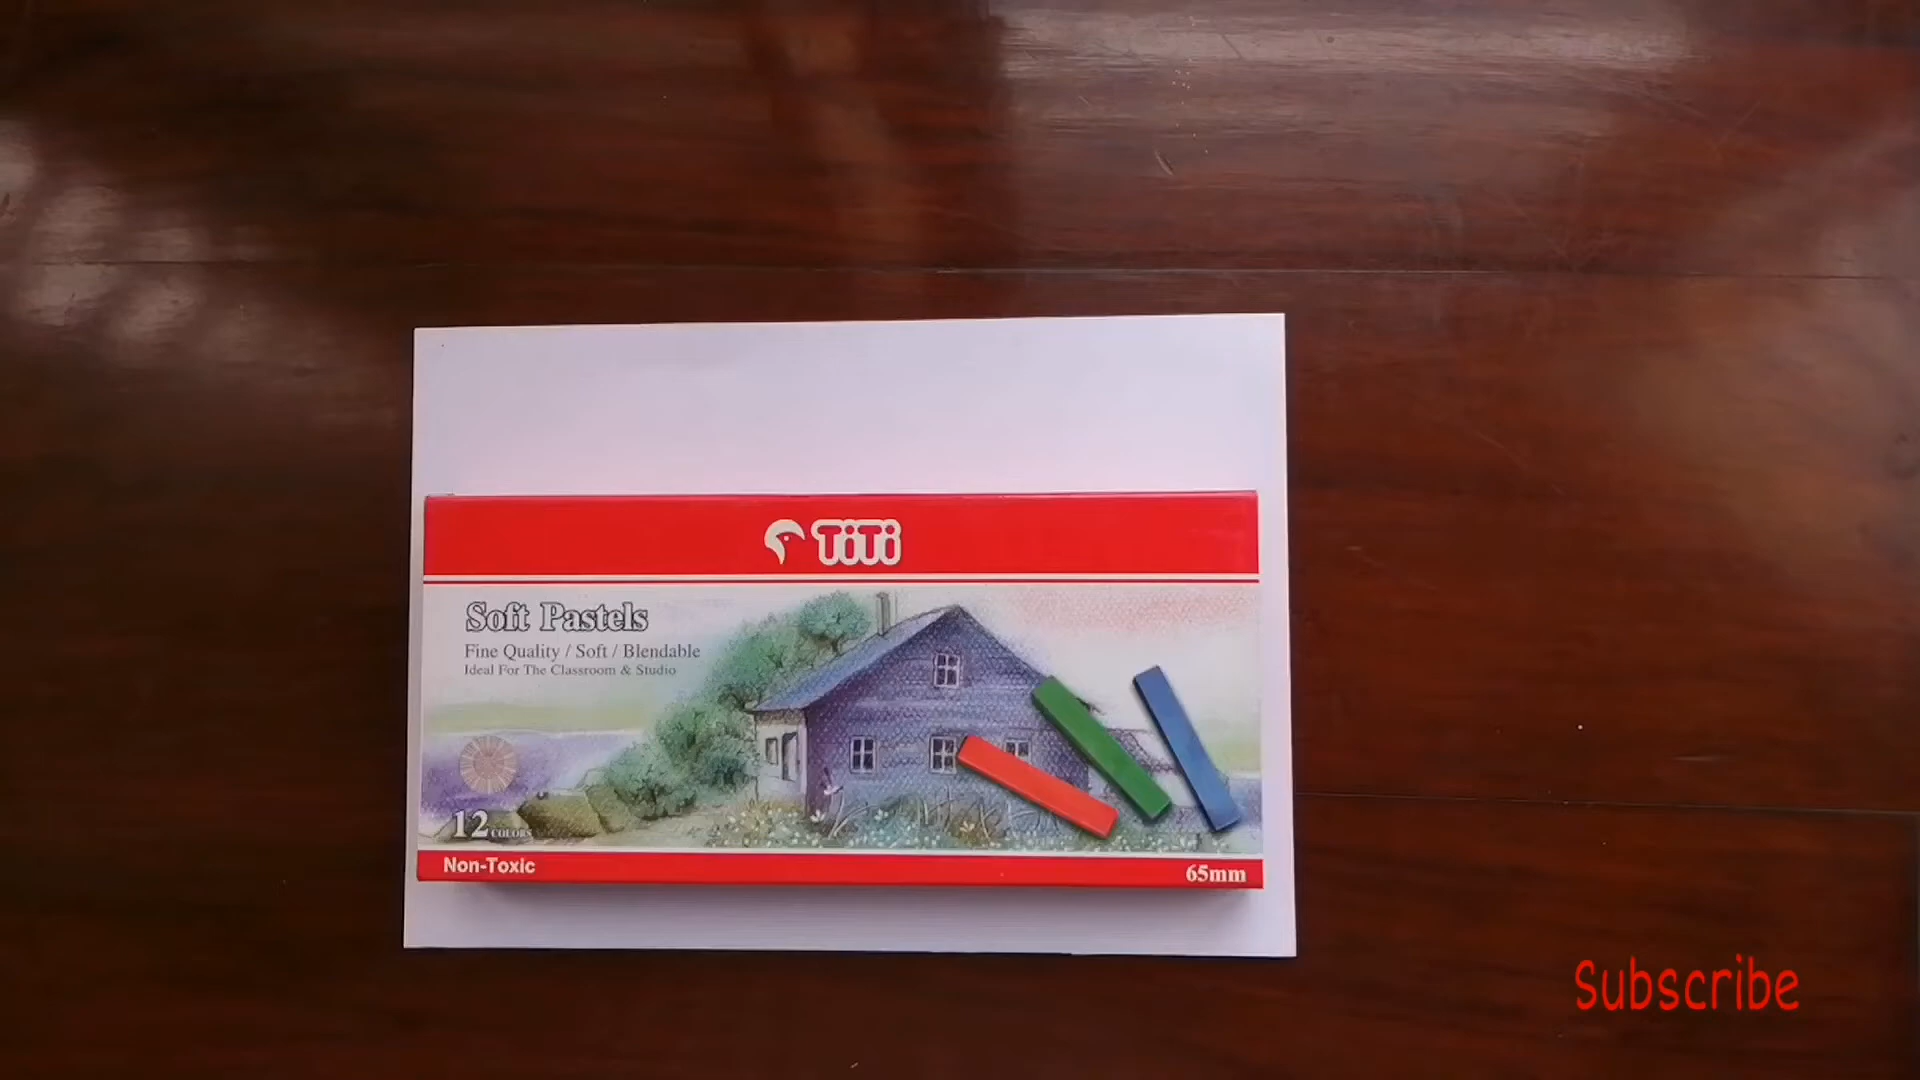 TiTi
Soft Pastels
Fine Quality / Soft / Blendable
Ideal For The Classroom & Studio
12 COLORS
Non-Toxic
65mm
Subscribe